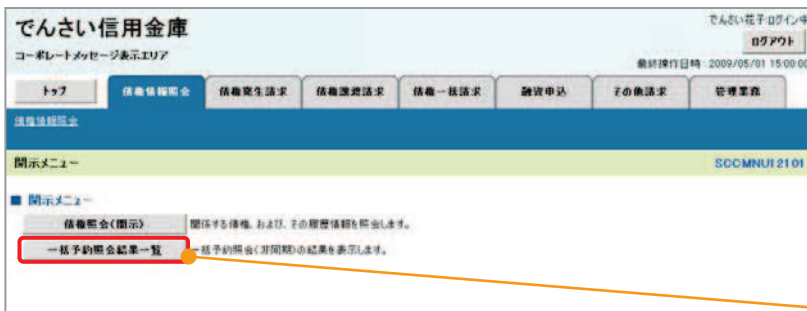 でんさい信用金庫
コーポレートメッセージ表示エリア
でんさい花子 ログイン中
ログアウト
最終操作日時 2009/05/01 15:00:00
トップ 債権情報照会 債権発生請求 債権譲渡請求 債権一括請求 融資申込 その他請求 管理業務
債権情報照会
開示メニュー SCCMNU12101
■ 開示メニュー
債権照会(開示) 関係する債権、および、その履歴情報を照会します。
一括予約照会結果一覧 一括予約照会(非同期)の結果を表示します。